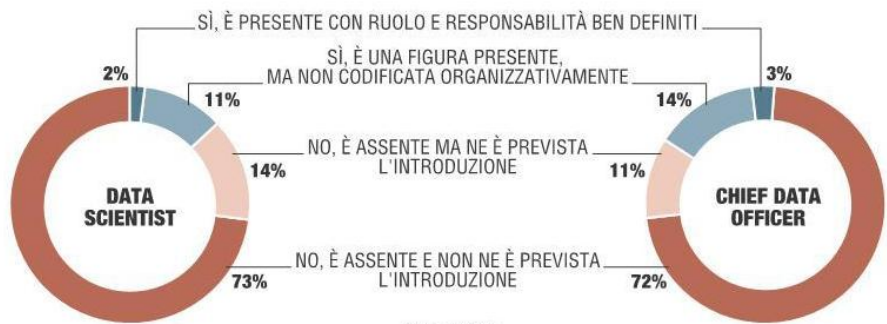 SÌ, È PRESENTE CON RUOLO E RESPONSABILITÀ BEN DEFINITI
SÌ, È UNA FIGURA PRESENTE,
MA NON CODIFICATA ORGANIZZATIVAMENTE
2%
11%
14%
3%
NO, È ASSENTE MA NE È PREVISTA
L'INTRODUZIONE
14%
11%
DATA
SCIENTIST
CHIEF DATA
OFFICER
NO, È ASSENTE E NON NE È PREVISTA
L'INTRODUZIONE
73%
72%